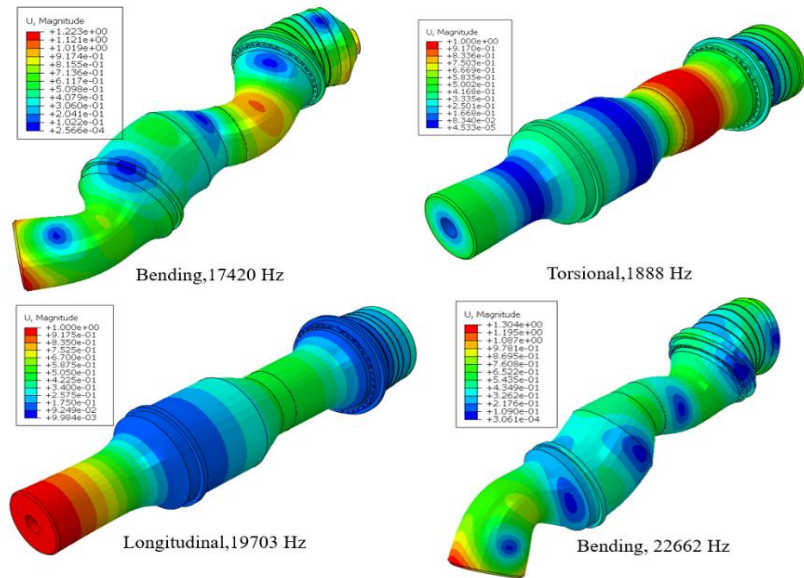 U, Magnitude
+1.223e+00
+1.121e+00
+1.019e+00
+9.174e-01
+8.155e-01
+7.136e-01
+6.117e-01
+5.098e-01
+4.079e-01
+3.060e-01
+2.041e-01
+1.022e-01
+2.566e-04
Bending,17420 Hz
U, Magnitude
+1.000e+00
+9.170e-01
+8.336e-01
+7.503e-01
+6.669e-01
+5.835e-01
+5.002e-01
+4.168e-01
+3.335e-01
+2.501e-01
+1.668e-01
+8.340e-02
+4.533e-05
Torsional,1888 Hz
U, Magnitude
+1.000e+00
+9.175e-01
+8.350e-01
+7.525e-01
+6.700e-01
+5.875e-01
+5.050e-01
+4.225e-01
+3.400e-01
+2.575e-01
+1.750e-01
+9.249e-02
+9.984e-03
Longitudinal,19703 Hz
U, Magnitude
+1.304e+00
+1.195e+00
+1.087e+00
+9.781e-01
+8.695e-01
+7.608e-01
+6.522e-01
+5.435e-01
+4.349e-01
+3.262e-01
+2.176e-01
+1.090e-01
+3.061e-04
Bending, 22662 Hz